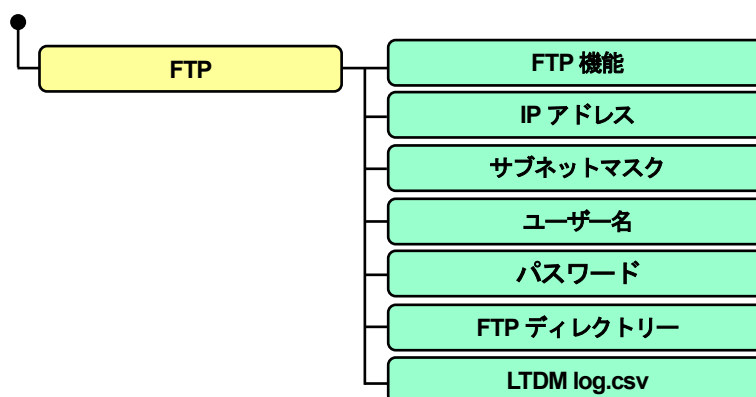 FTP
FTP 機能
IP アドレス
サブネットマスク
ユーザー名
パスワード
FTP ディレクトリー
LTDM log.csv